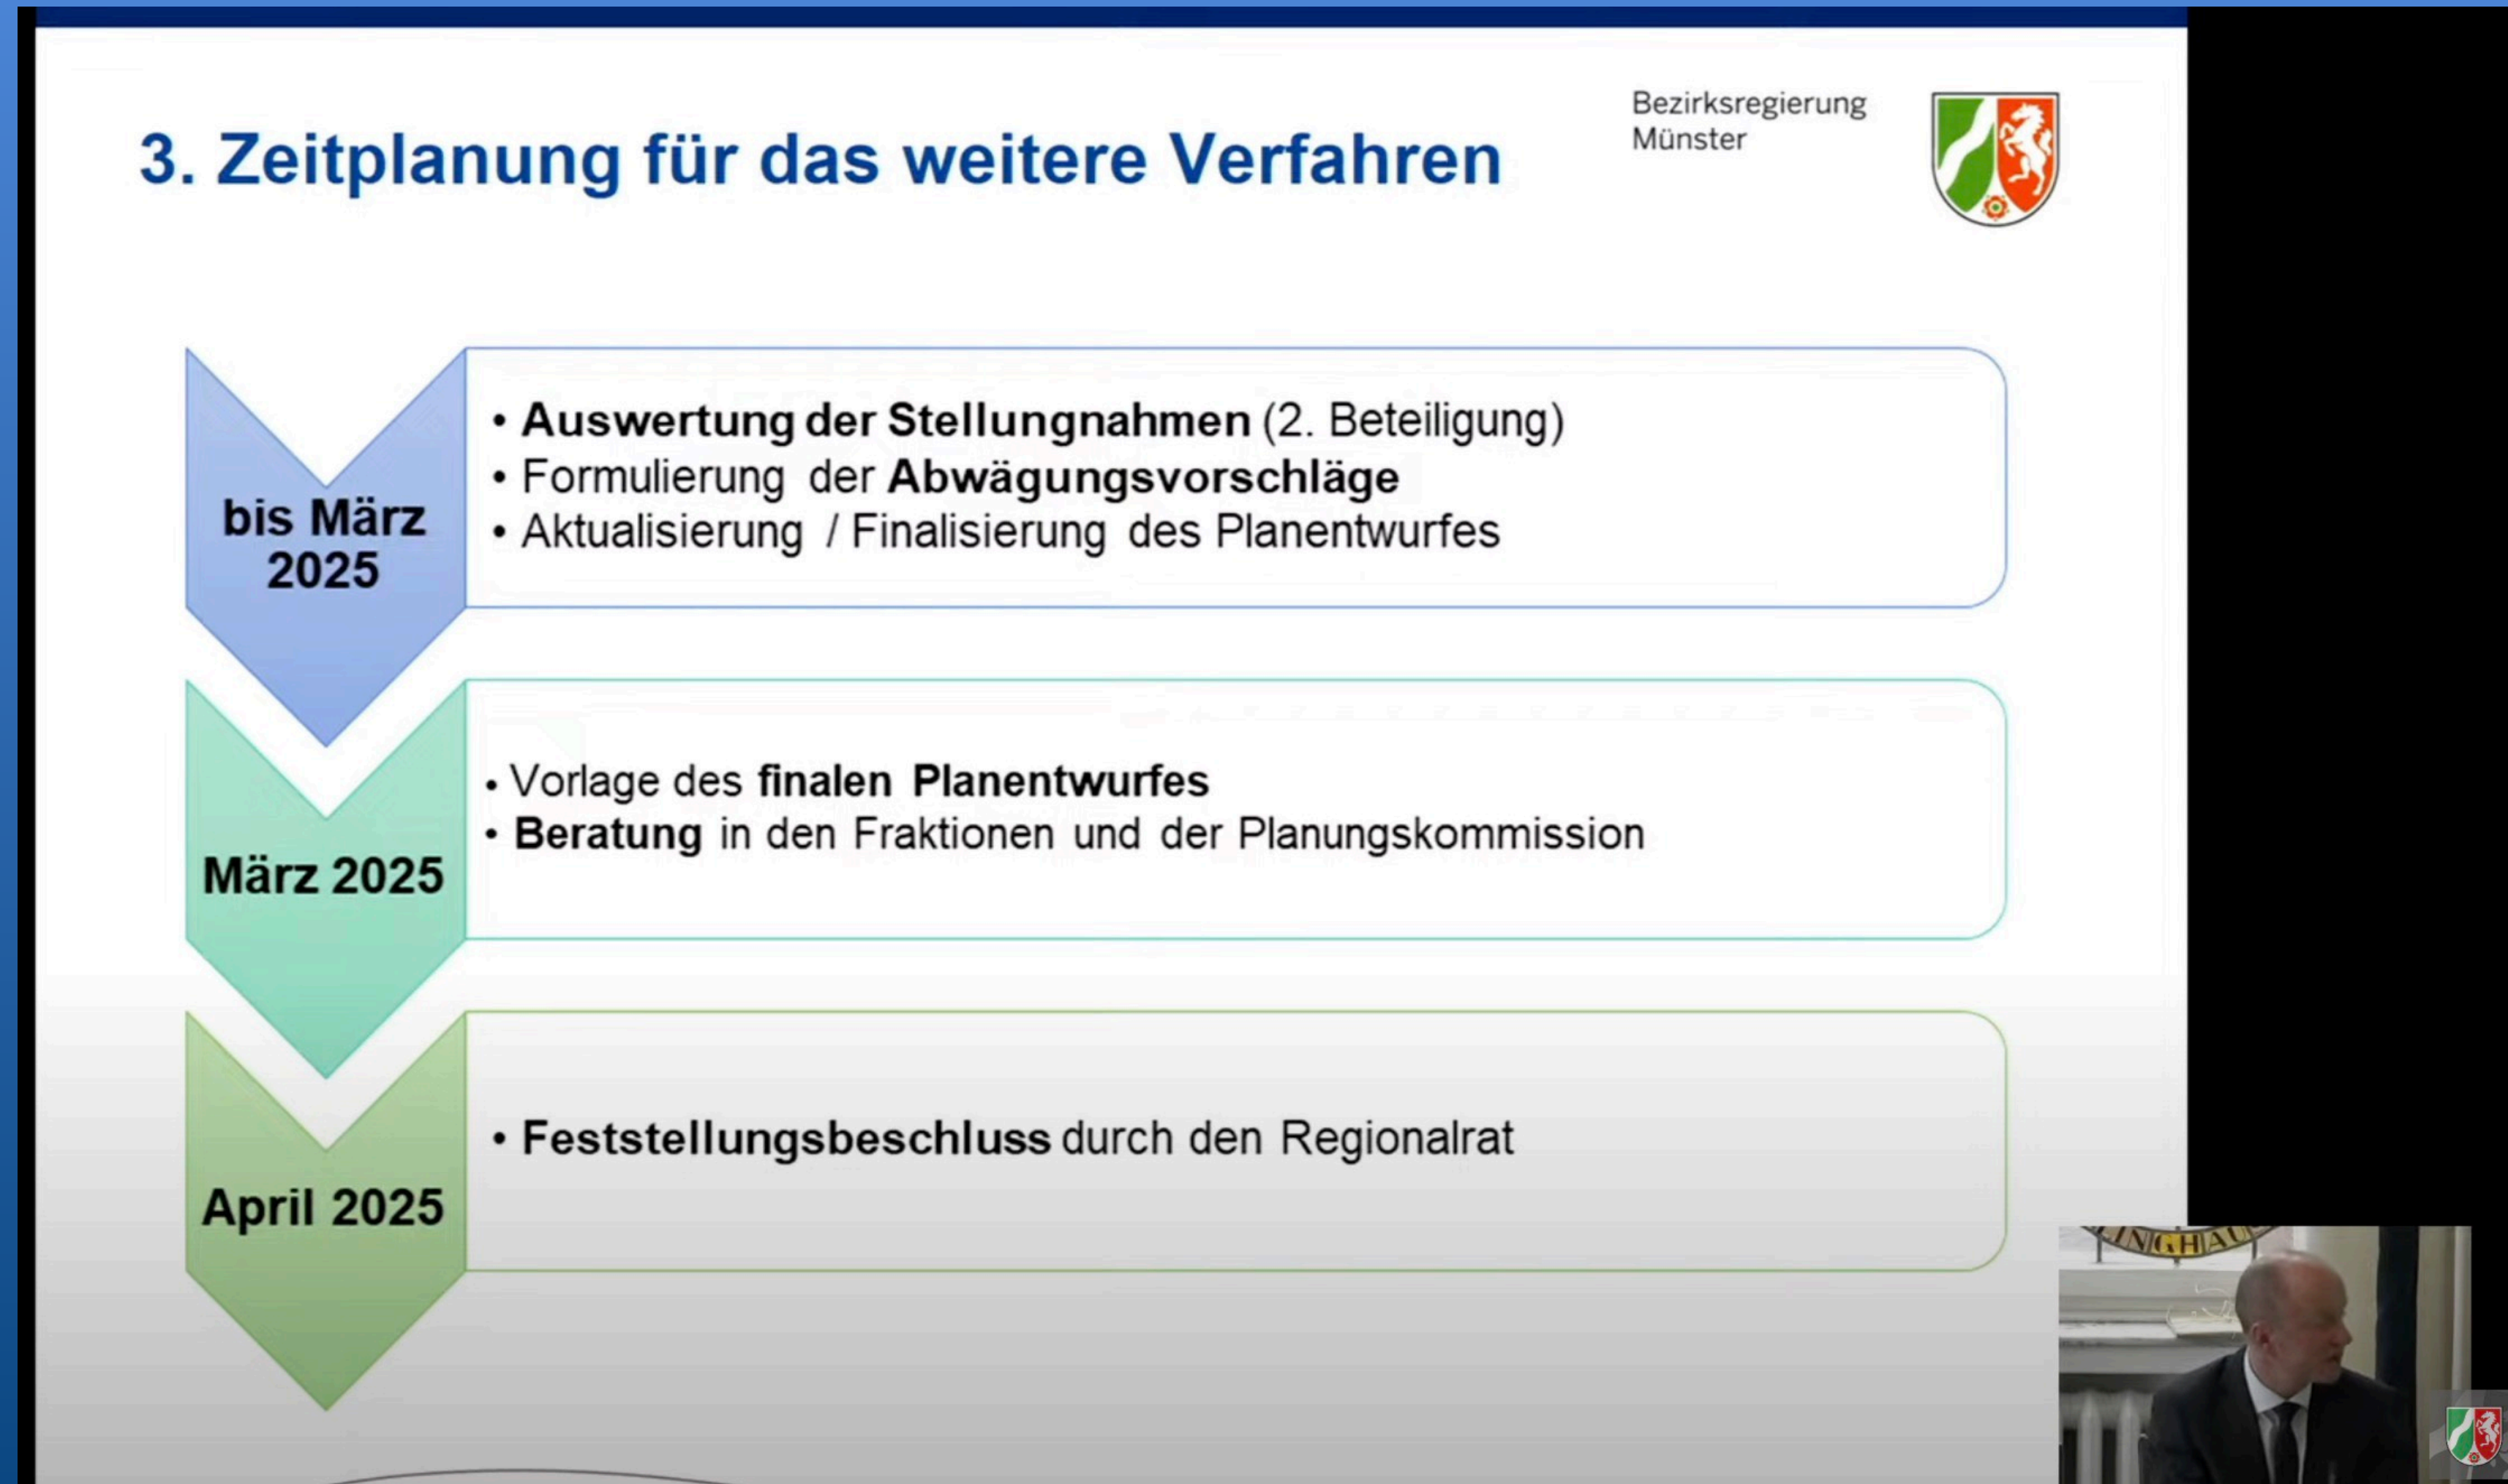 Bezirksregierung
Münster
3. Zeitplanung für das weitere Verfahren
bis März
2025
• Auswertung der Stellungnahmen (2. Beteiligung)
• Formulierung der Abwägungsvorschläge
• Aktualisierung / Finalisierung des Planentwurfes
März 2025
• Vorlage des finalen Planentwurfes
• Beratung in den Fraktionen und der Planungskommission
April 2025
• Feststellungsbeschluss durch den Regionalrat